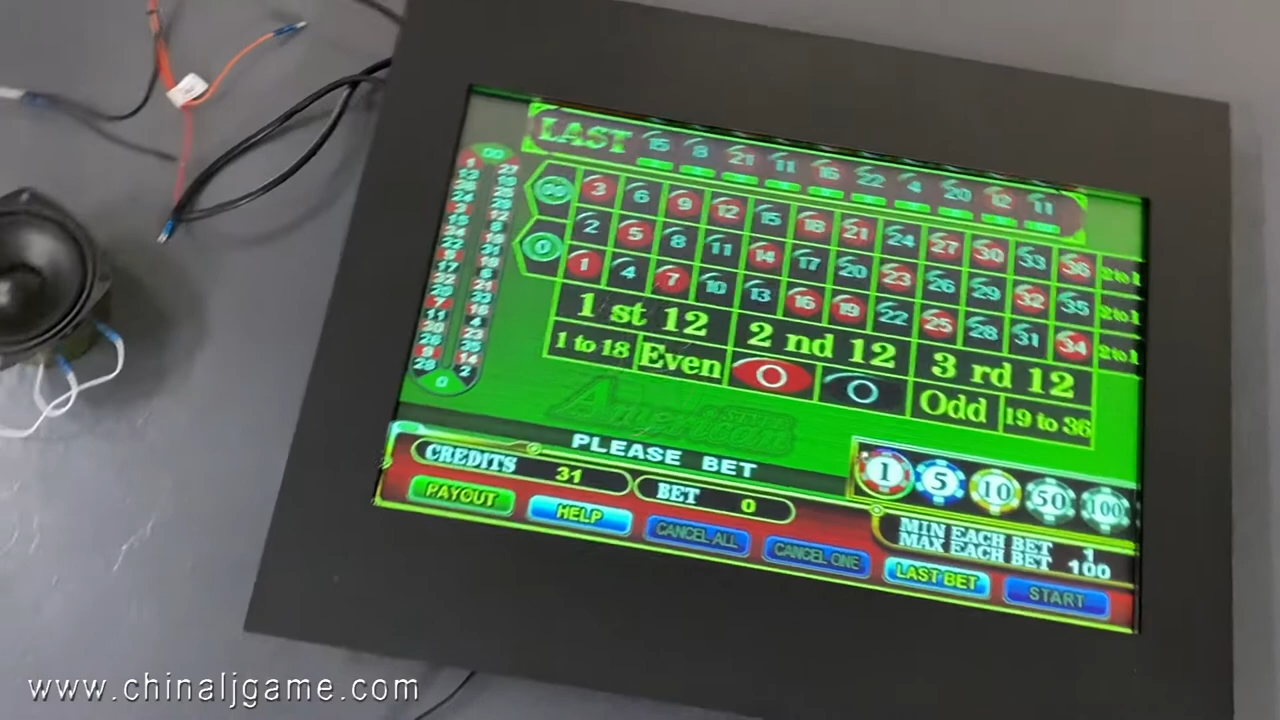 LAST 15 8 21 11 16 22 4 20 12 11
00 3 6 9 12 15 18 21 24 27 30 33 36 2 to 1
0 2 5 8 11 14 17 20 23 26 29 32 35 2 to 1
1 4 7 10 13 16 19 22 25 28 31 34 2 to 1
1 st 12 2 nd 12 3 rd 12
1 to 18 Even Odd 19 to 36
American
PLEASE BET
CREDITS 31 BET 0
1 5 10 50 100
MIN EACH BET 1
MAX EACH BET 100
PAYOUT HELP CANCEL ALL CANCEL ONE LAST BET START
www.chinaljgame.com